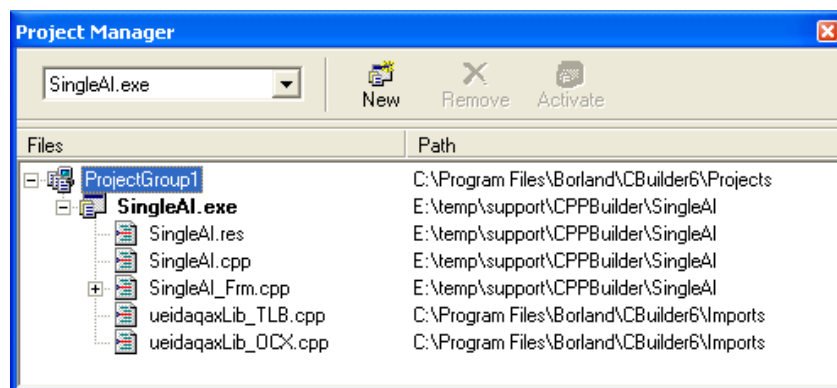 Project Manager
SingleAI.exe
New Remove Activate
Files Path
ProjectGroup1 C:\Program Files\Borland\CBuilder6\Projects
SingleAI.exe E:\temp\support\CPPBuilder\SingleAI
SingleAI.res E:\temp\support\CPPBuilder\SingleAI
SingleAI.cpp E:\temp\support\CPPBuilder\SingleAI
SingleAI_Frm.cpp E:\temp\support\CPPBuilder\SingleAI
ueidaqaxLib_TLB.cpp C:\Program Files\Borland\CBuilder6\Imports
ueidaqaxLib_OCX.cpp C:\Program Files\Borland\CBuilder6\Imports